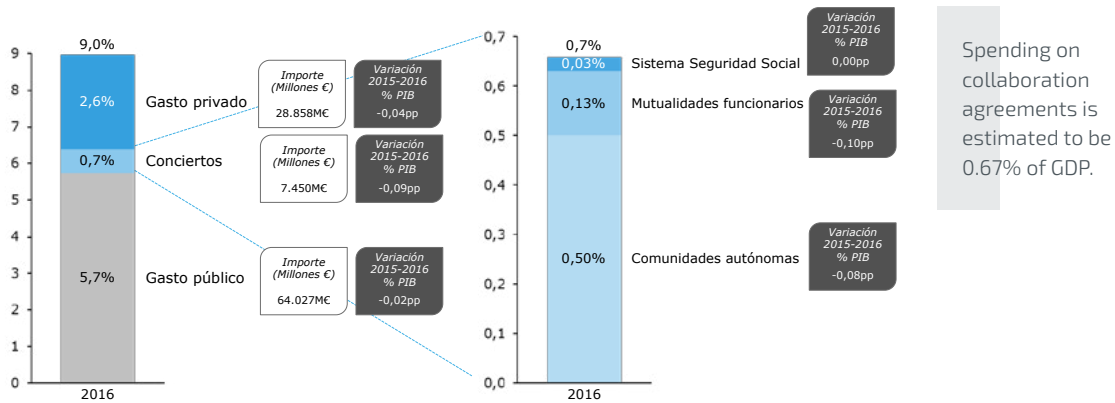 9,0%
9
8
7
6
5
4
3
2
1
0
2,6%
0,7%
5,7%
2016
Gasto privado
Importe
(Millones €)
28.858M€
Variación
2015-2016
% PIB
-0,04pp
Conciertos
Importe
(Millones €)
7.450M€
Variación
2015-2016
% PIB
-0,09pp
Gasto público
Importe
(Millones €)
64.027M€
Variación
2015-2016
% PIB
-0,02pp
0,7
0,6
0,5
0,4
0,3
0,2
0,1
0,0
0,7%
0,03%
0,13%
0,50%
2016
Sistema Seguridad Social
Variación
2015-2016
% PIB
0,00pp
Mutualidades funcionarios
Variación
2015-2016
% PIB
-0,10pp
Comunidades autónomas
Variación
2015-2016
% PIB
-0,08pp
Spending on
collaboration
agreements is
estimated to be
0.67% of GDP.